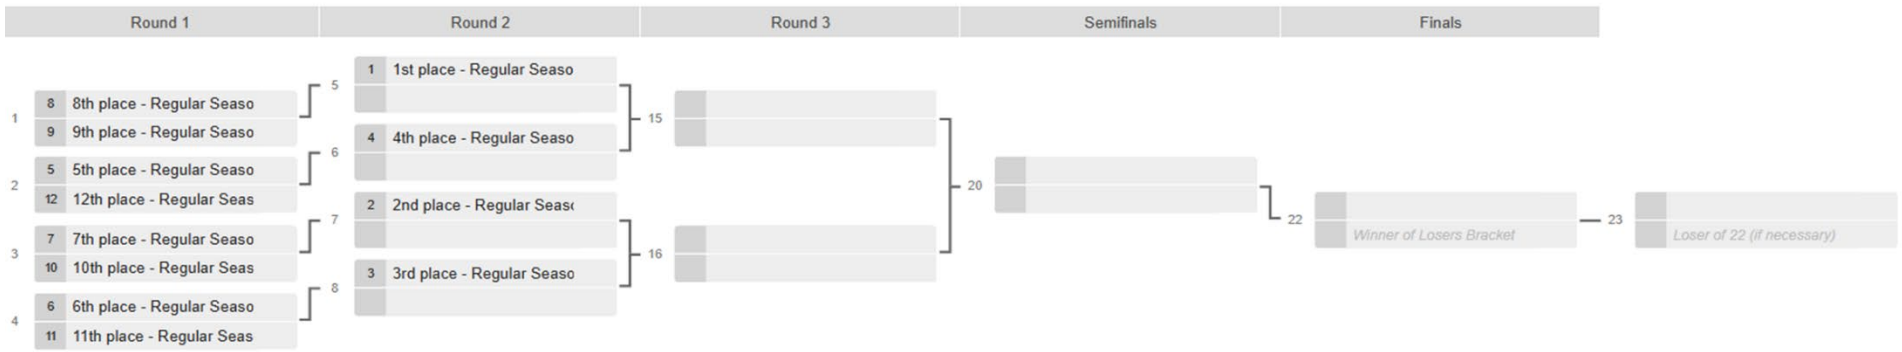 Round 1
Round 2
Round 3
Semifinals
Finals
1
8 8th place - Regular Seaso
9 9th place - Regular Seaso
2
5 5th place - Regular Seaso
12 12th place - Regular Seas
3
7 7th place - Regular Seaso
10 10th place - Regular Seas
4
6 6th place - Regular Seaso
11 11th place - Regular Seas
5
1 1st place - Regular Seaso
6
4 4th place - Regular Seaso
7
2 2nd place - Regular Seaso
8
3 3rd place - Regular Seaso
15
16
20
22
Winner of Losers Bracket
23
Loser of 22 (if necessary)